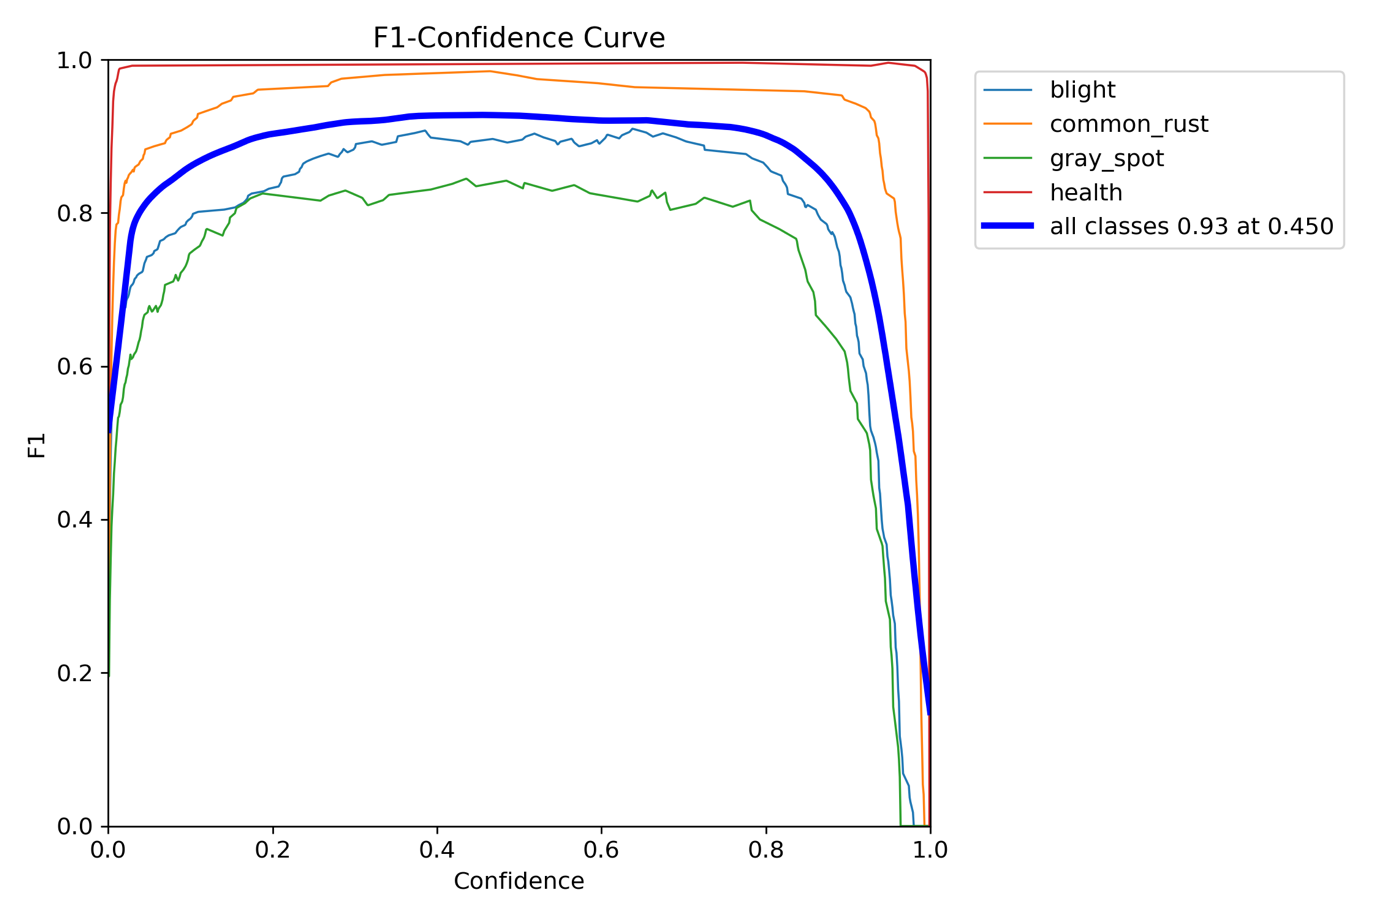 F1-Confidence Curve
blight
common_rust
gray_spot
health
all classes 0.93 at 0.450
F1
1.0
0.8
0.6
0.4
0.2
0.0
0.0 0.2 0.4 0.6 0.8 1.0
Confidence